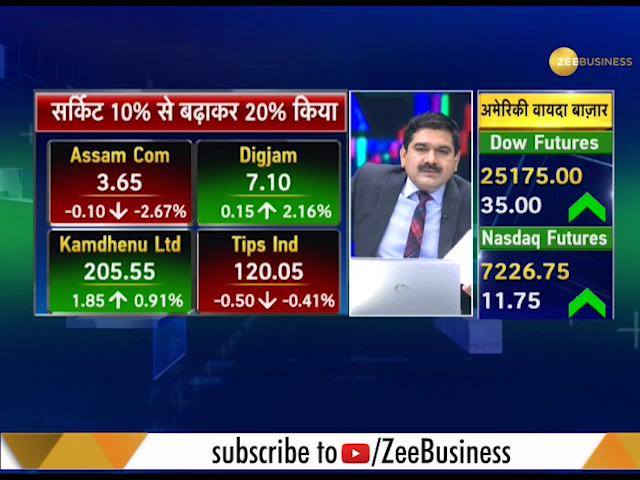 ZEEBUSINESS
सर्किट 10% से बढ़ाकर 20% किया
Assam Com
3.65
-0.10 ↓ -2.67%
Digjam
7.10
0.15 ↑ 2.16%
Kamdhenu Ltd
205.55
1.85 ↑ 0.91%
Tips Ind
120.05
-0.50 ↓ -0.41%
अमेरिकी वायदा बाज़ार
Dow Futures
25175.00
35.00
Nasdaq Futures
7226.75
11.75
subscribe to /ZeeBusiness